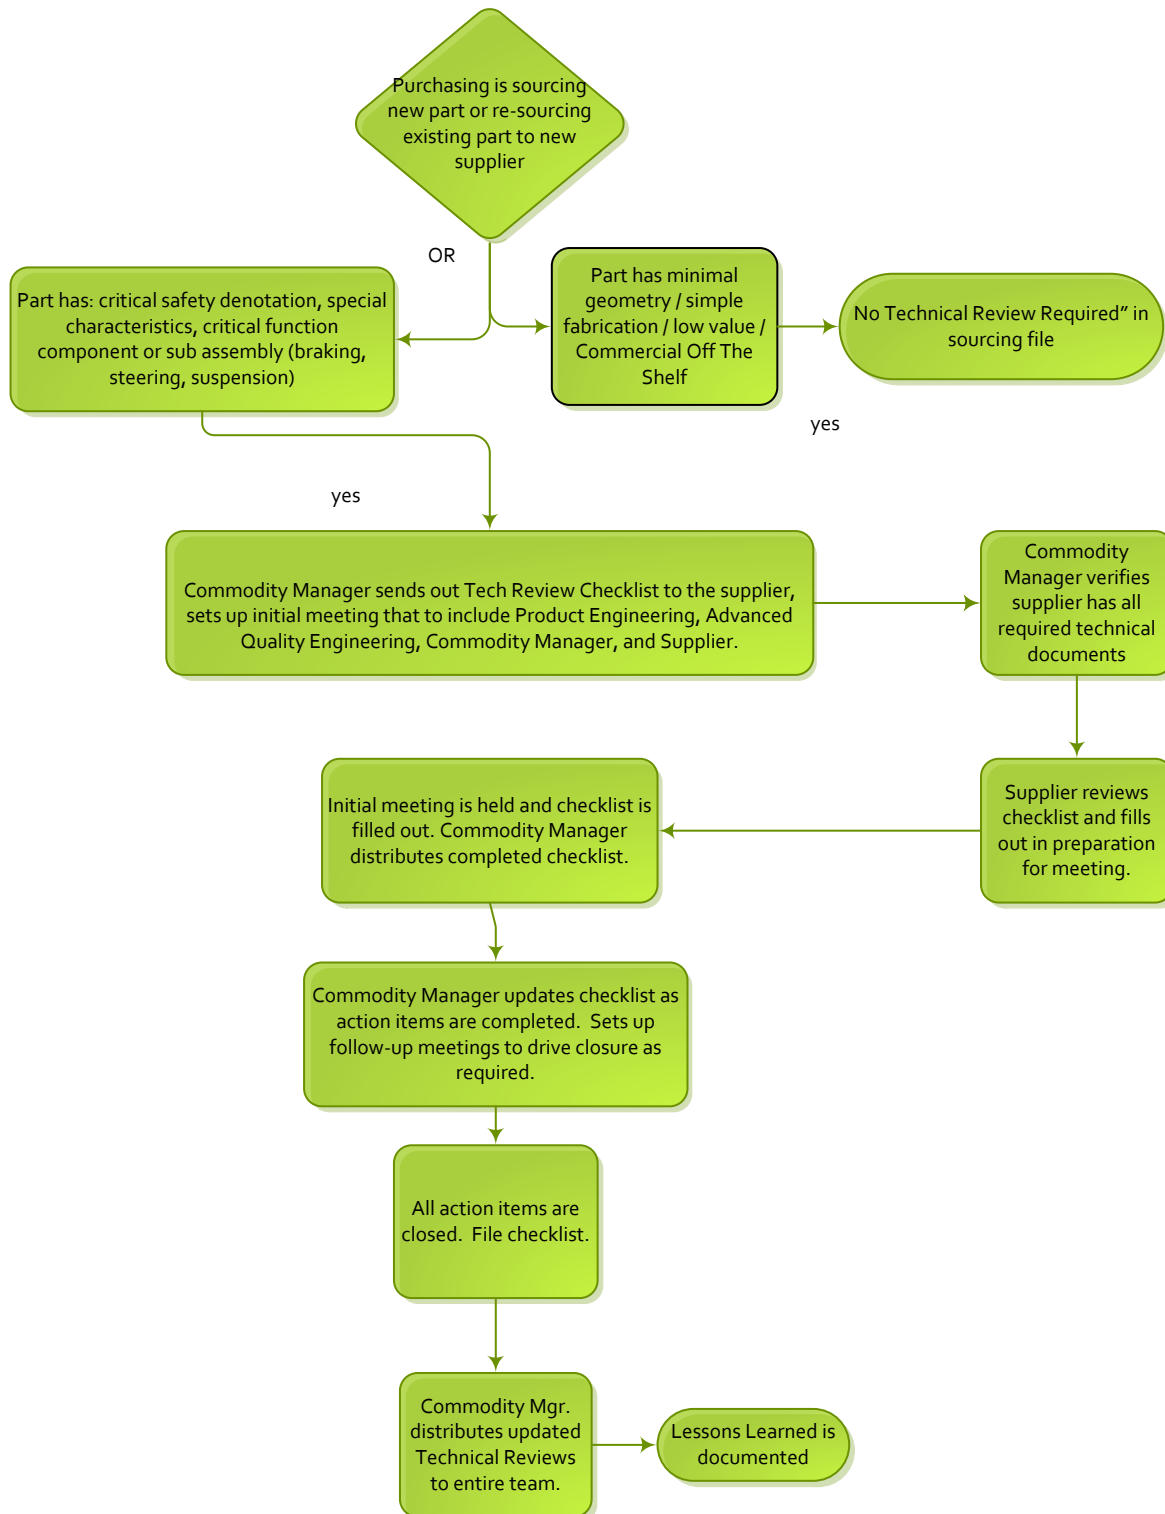 Purchasing is sourcing
new part or re-sourcing
existing part to new
supplier
OR
Part has: critical safety denotation, special
characteristics, critical function
component or sub assembly (braking,
steering, suspension)
Part has minimal
geometry / simple
fabrication / low value /
Commercial Off The
Shelf
No Technical Review Required” in
sourcing file
yes
yes
Commodity Manager sends out Tech Review Checklist to the supplier,
sets up initial meeting that to include Product Engineering, Advanced
Quality Engineering, Commodity Manager, and Supplier.
Commodity
Manager verifies
supplier has all
required technical
documents
Supplier reviews
checklist and fills
out in preparation
for meeting.
Initial meeting is held and checklist is
filled out. Commodity Manager
distributes completed checklist.
Commodity Manager updates checklist as
action items are completed.  Sets up
follow-up meetings to drive closure as
required.
All action items are
closed.  File checklist.
Commodity Mgr.
distributes updated
Technical Reviews
to entire team.
Lessons Learned is
documented